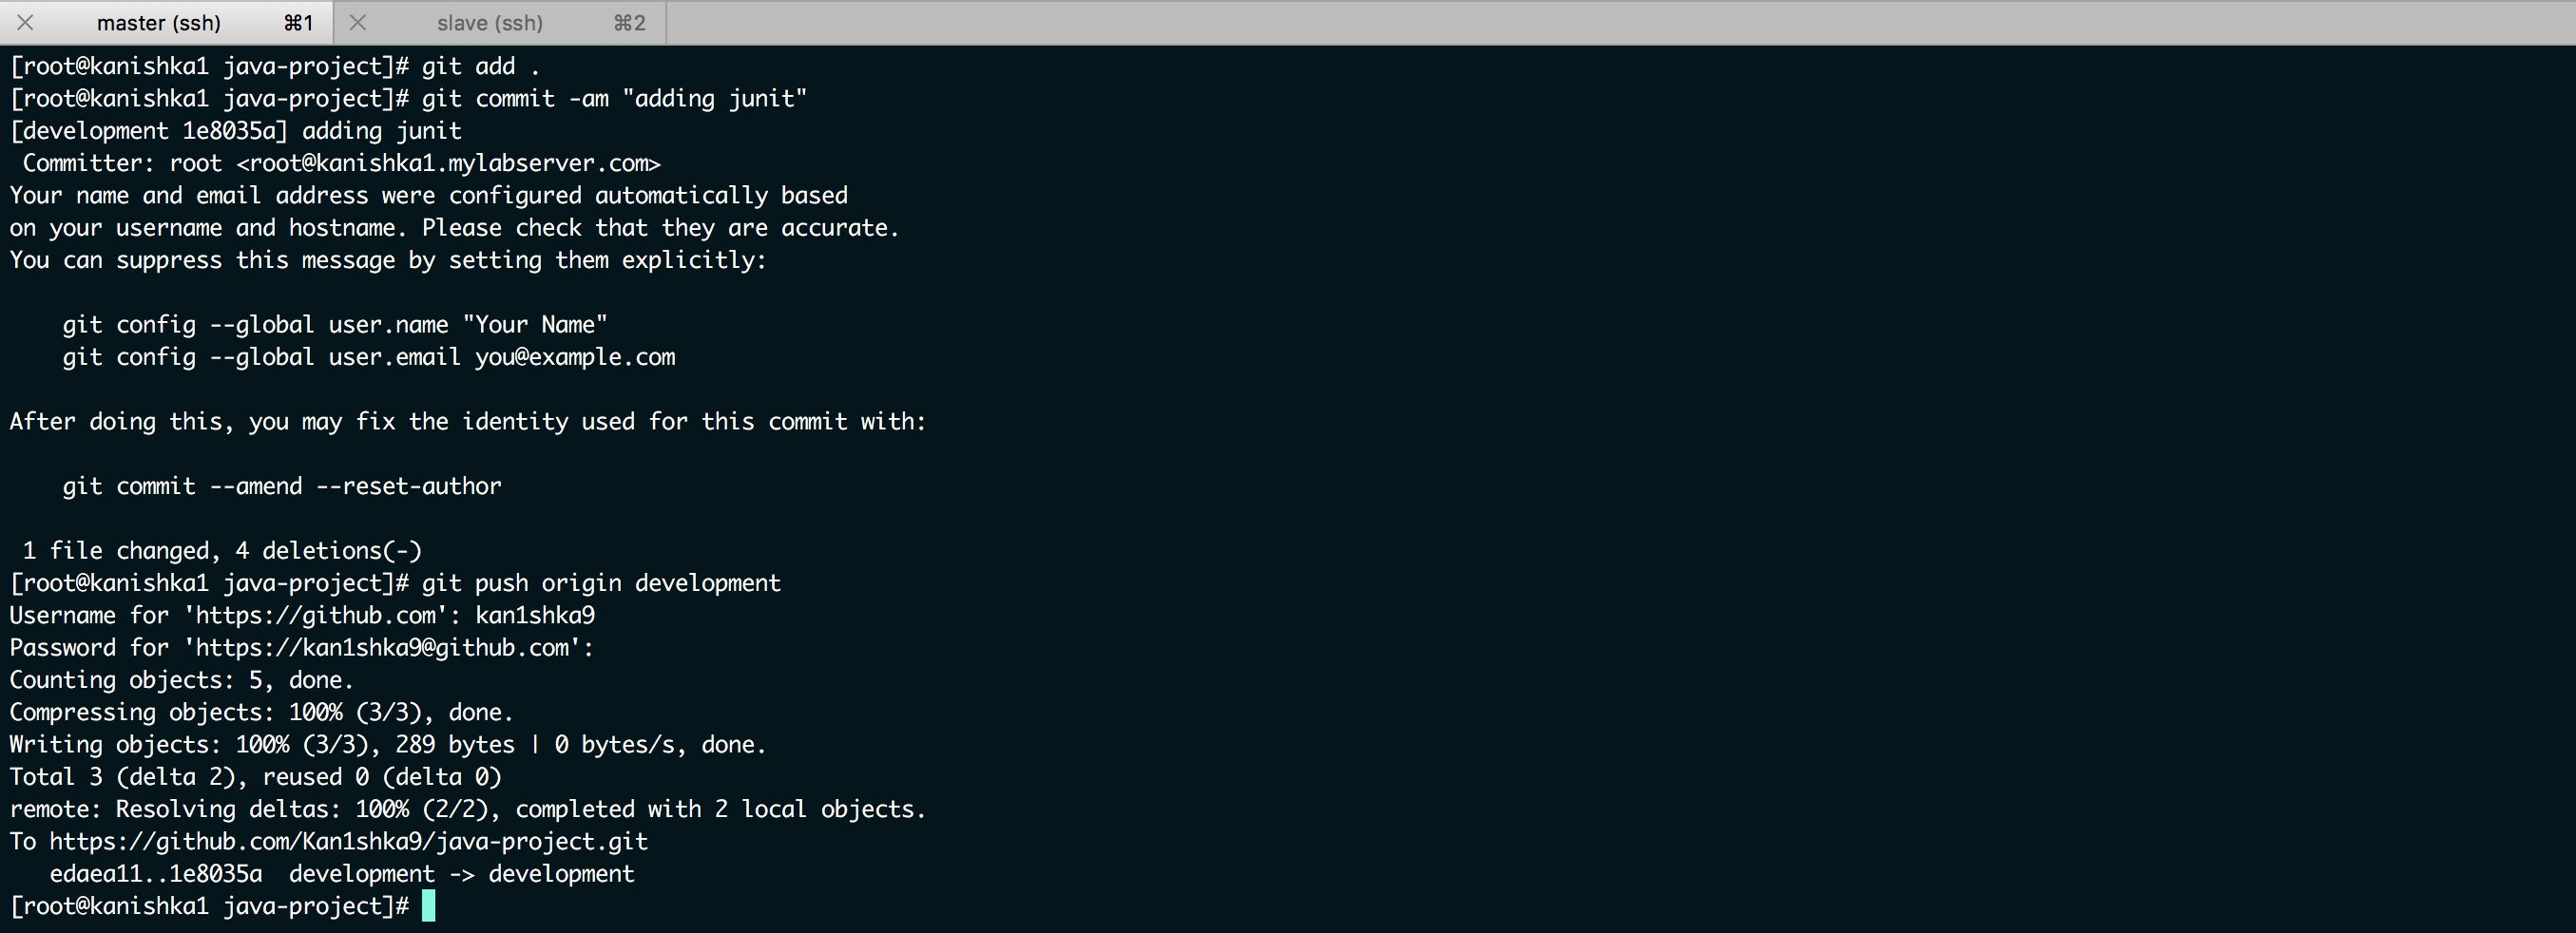 master (ssh) ⌘1 slave (ssh) ⌘2
[root@kanishka1 java-project]# git add .
[root@kanishka1 java-project]# git commit -am "adding junit"
[development 1e8035a] adding junit
 Committer: root <root@kanishka1.mylabserver.com>
Your name and email address were configured automatically based
on your username and hostname. Please check that they are accurate.
You can suppress this message by setting them explicitly:

    git config --global user.name "Your Name"
    git config --global user.email you@example.com

After doing this, you may fix the identity used for this commit with:

    git commit --amend --reset-author

 1 file changed, 4 deletions(-)
[root@kanishka1 java-project]# git push origin development
Username for 'https://github.com': kan1shka9
Password for 'https://kan1shka9@github.com':
Counting objects: 5, done.
Compressing objects: 100% (3/3), done.
Writing objects: 100% (3/3), 289 bytes | 0 bytes/s, done.
Total 3 (delta 2), reused 0 (delta 0)
remote: Resolving deltas: 100% (2/2), completed with 2 local objects.
To https://github.com/Kan1shka9/java-project.git
   edaea11..1e8035a  development -> development
[root@kanishka1 java-project]#